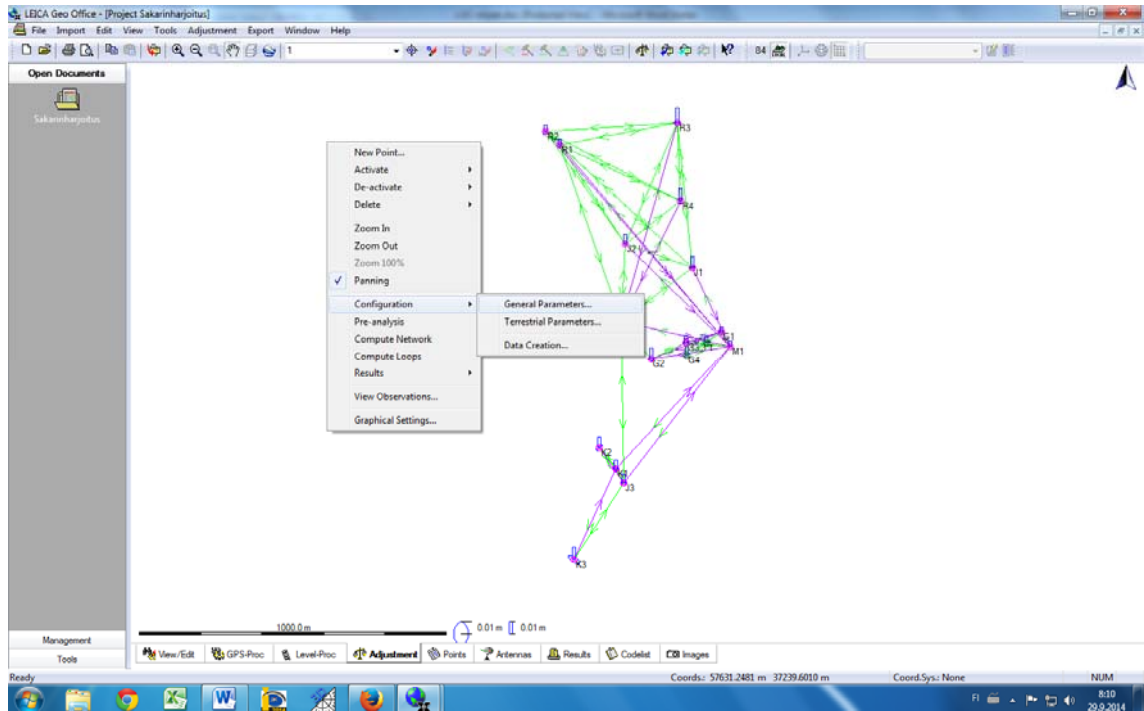 LEICA Geo Office - [Project Sakarinharjoitus]
File Import Edit View Tools Adjustment Export Window Help
1
84
Open Documents
Sakarinharjoitus
New Point...
Activate
De-activate
Delete
Zoom In
Zoom Out
Zoom 100%
Panning
Configuration
Pre-analysis
Compute Network
Compute Loops
Results
View Observations...
Graphical Settings...
General Parameters...
Terrestrial Parameters...
Data Creation...
R2
R1
R3
R4
J2
J1
G1
M1
G2
G4
K2
J3
K3
1000.0 m
0.01 m
0.01 m
Management
Tools
View/Edit GPS-Proc Level-Proc Adjustment Points Antennas Results Codelist Images
Ready
Coords.: 57631.2481 m 37239.6010 m
Coord.Sys.: None
NUM
FI
8:10
29.9.2014